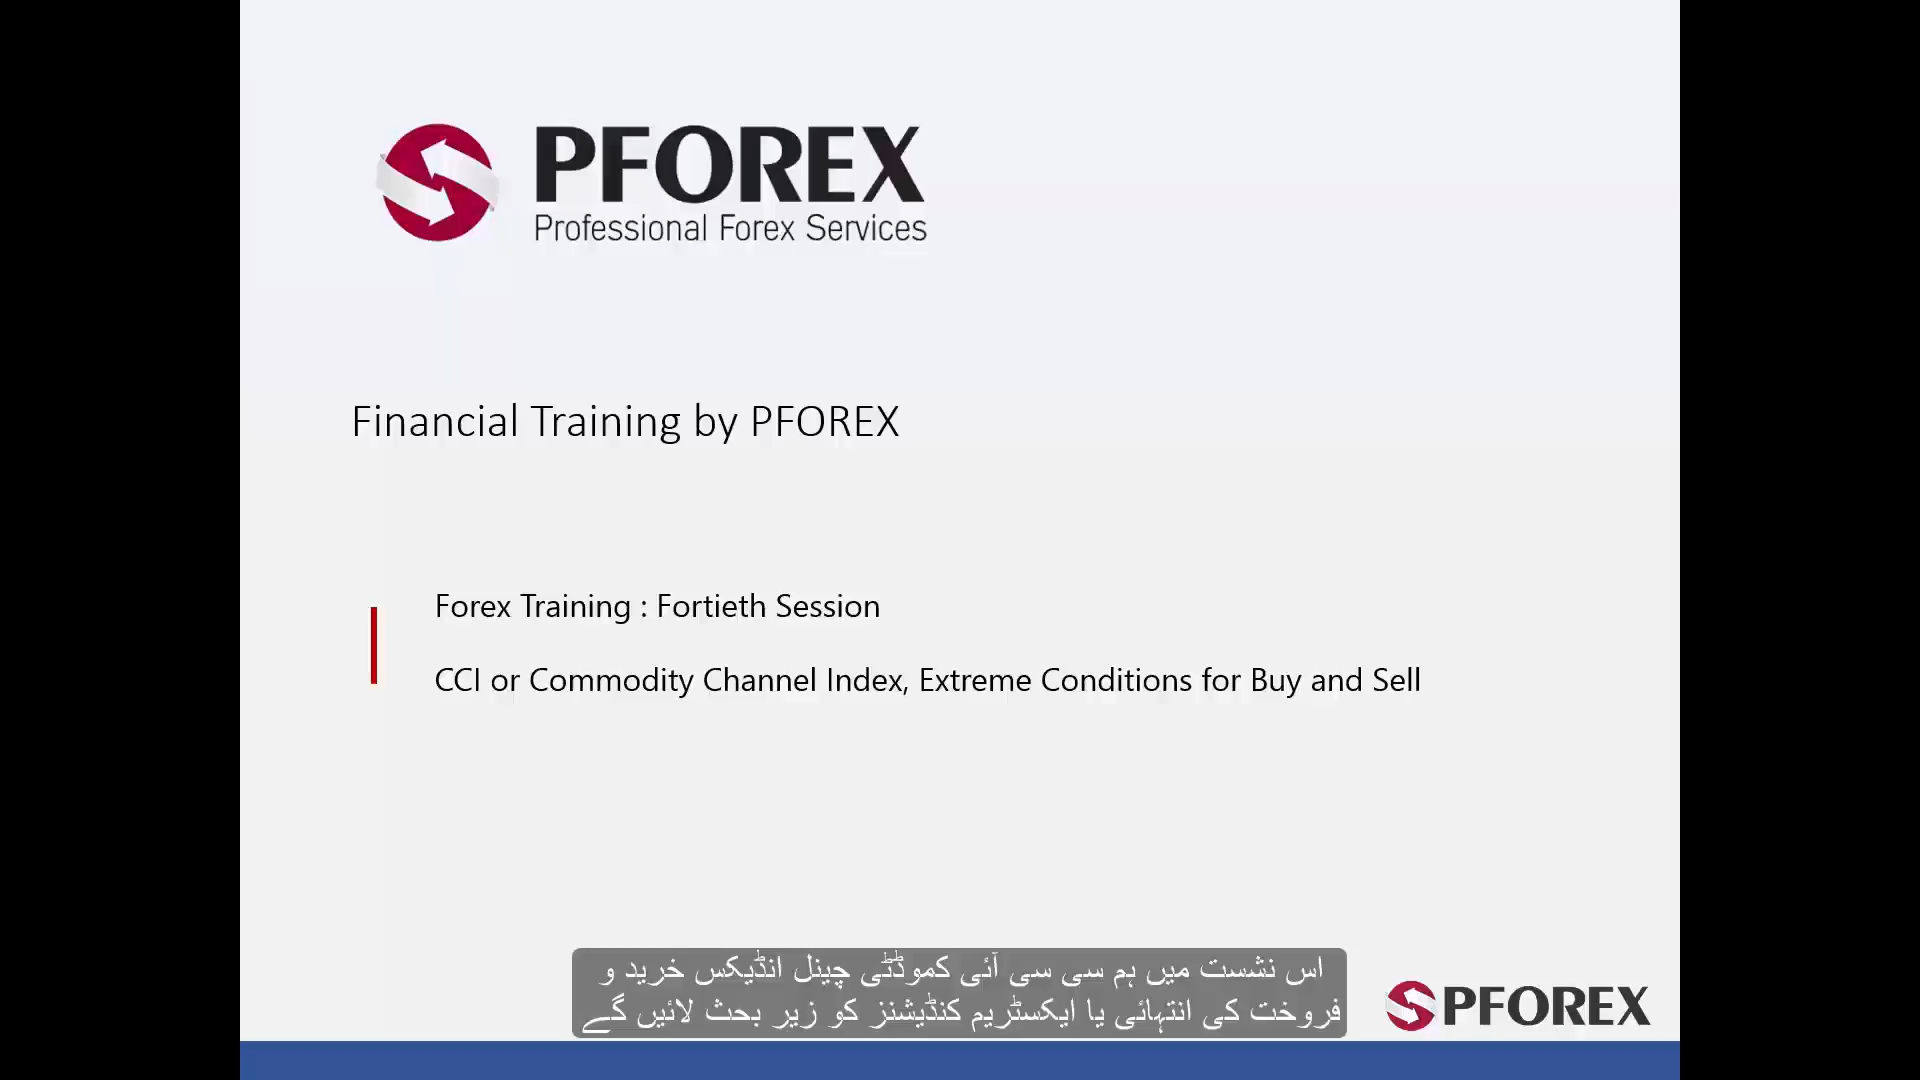 PFOREX
Professional Forex Services
Financial Training by PFOREX
Forex Training : Fortieth Session
CCI or Commodity Channel Index, Extreme Conditions for Buy and Sell
اس نشست میں ہم سی سی آئی کموڈٹی چینل انڈیکس خرید و
فروخت کی انتہائی یا ایکسٹریم کنڈیشنز کو زیر بحث لائیں گے
PFOREX